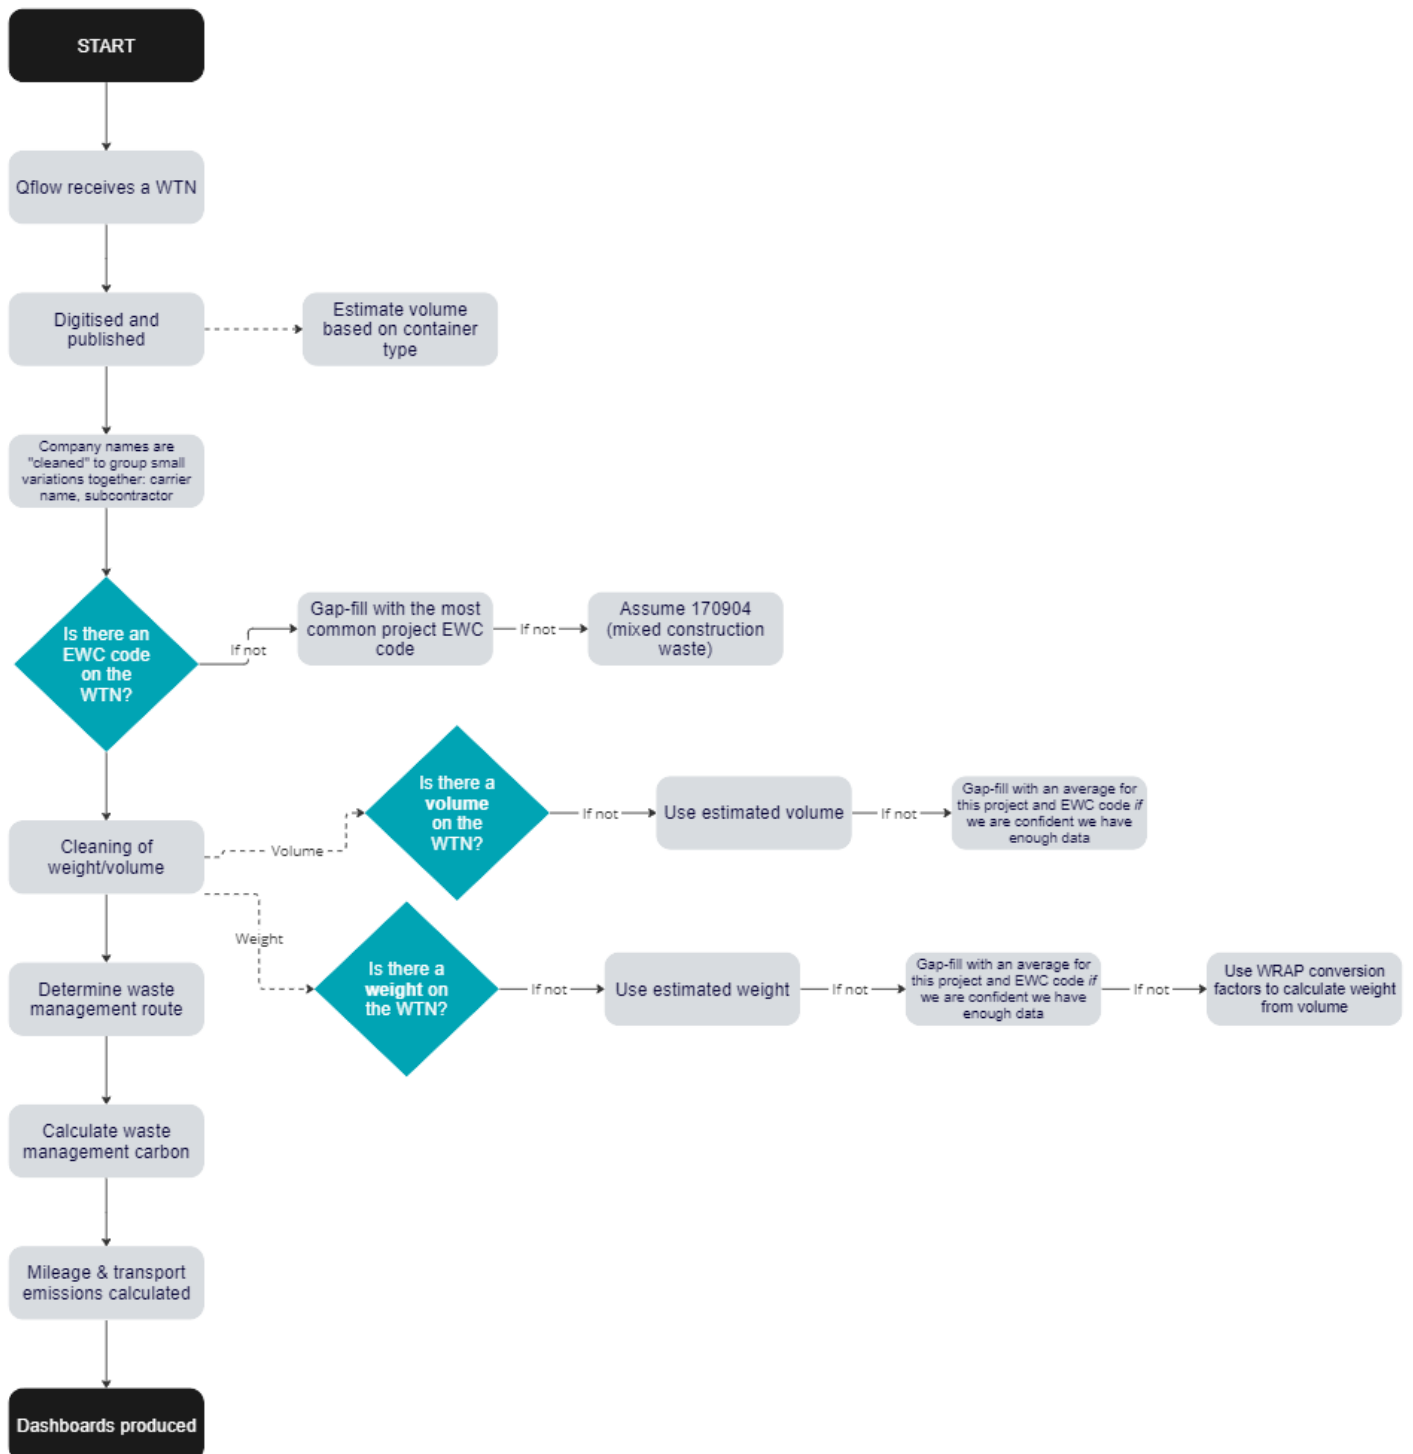 START
Qflow receives a WTN
Digitised and
published
Estimate volume
based on container
type
Company names are
"cleaned" to group small
variations together: carrier
name, subcontractor
Is there an
EWC code
on the
WTN?
If not
Gap-fill with the most
common project EWC
code
If not
Assume 170904
(mixed construction
waste)
Cleaning of
weight/volume
Volume
Is there a
volume
on the
WTN?
If not
Use estimated volume
If not
Gap-fill with an average for
this project and EWC code if
we are confident we have
enough data
Weight
Is there a
weight on
the WTN?
If not
Use estimated weight
If not
Gap-fill with an average for
this project and EWC code if
we are confident we have
enough data
If not
Use WRAP conversion
factors to calculate weight
from volume
Determine waste
management route
Calculate waste
management carbon
Mileage & transport
emissions calculated
Dashboards produced